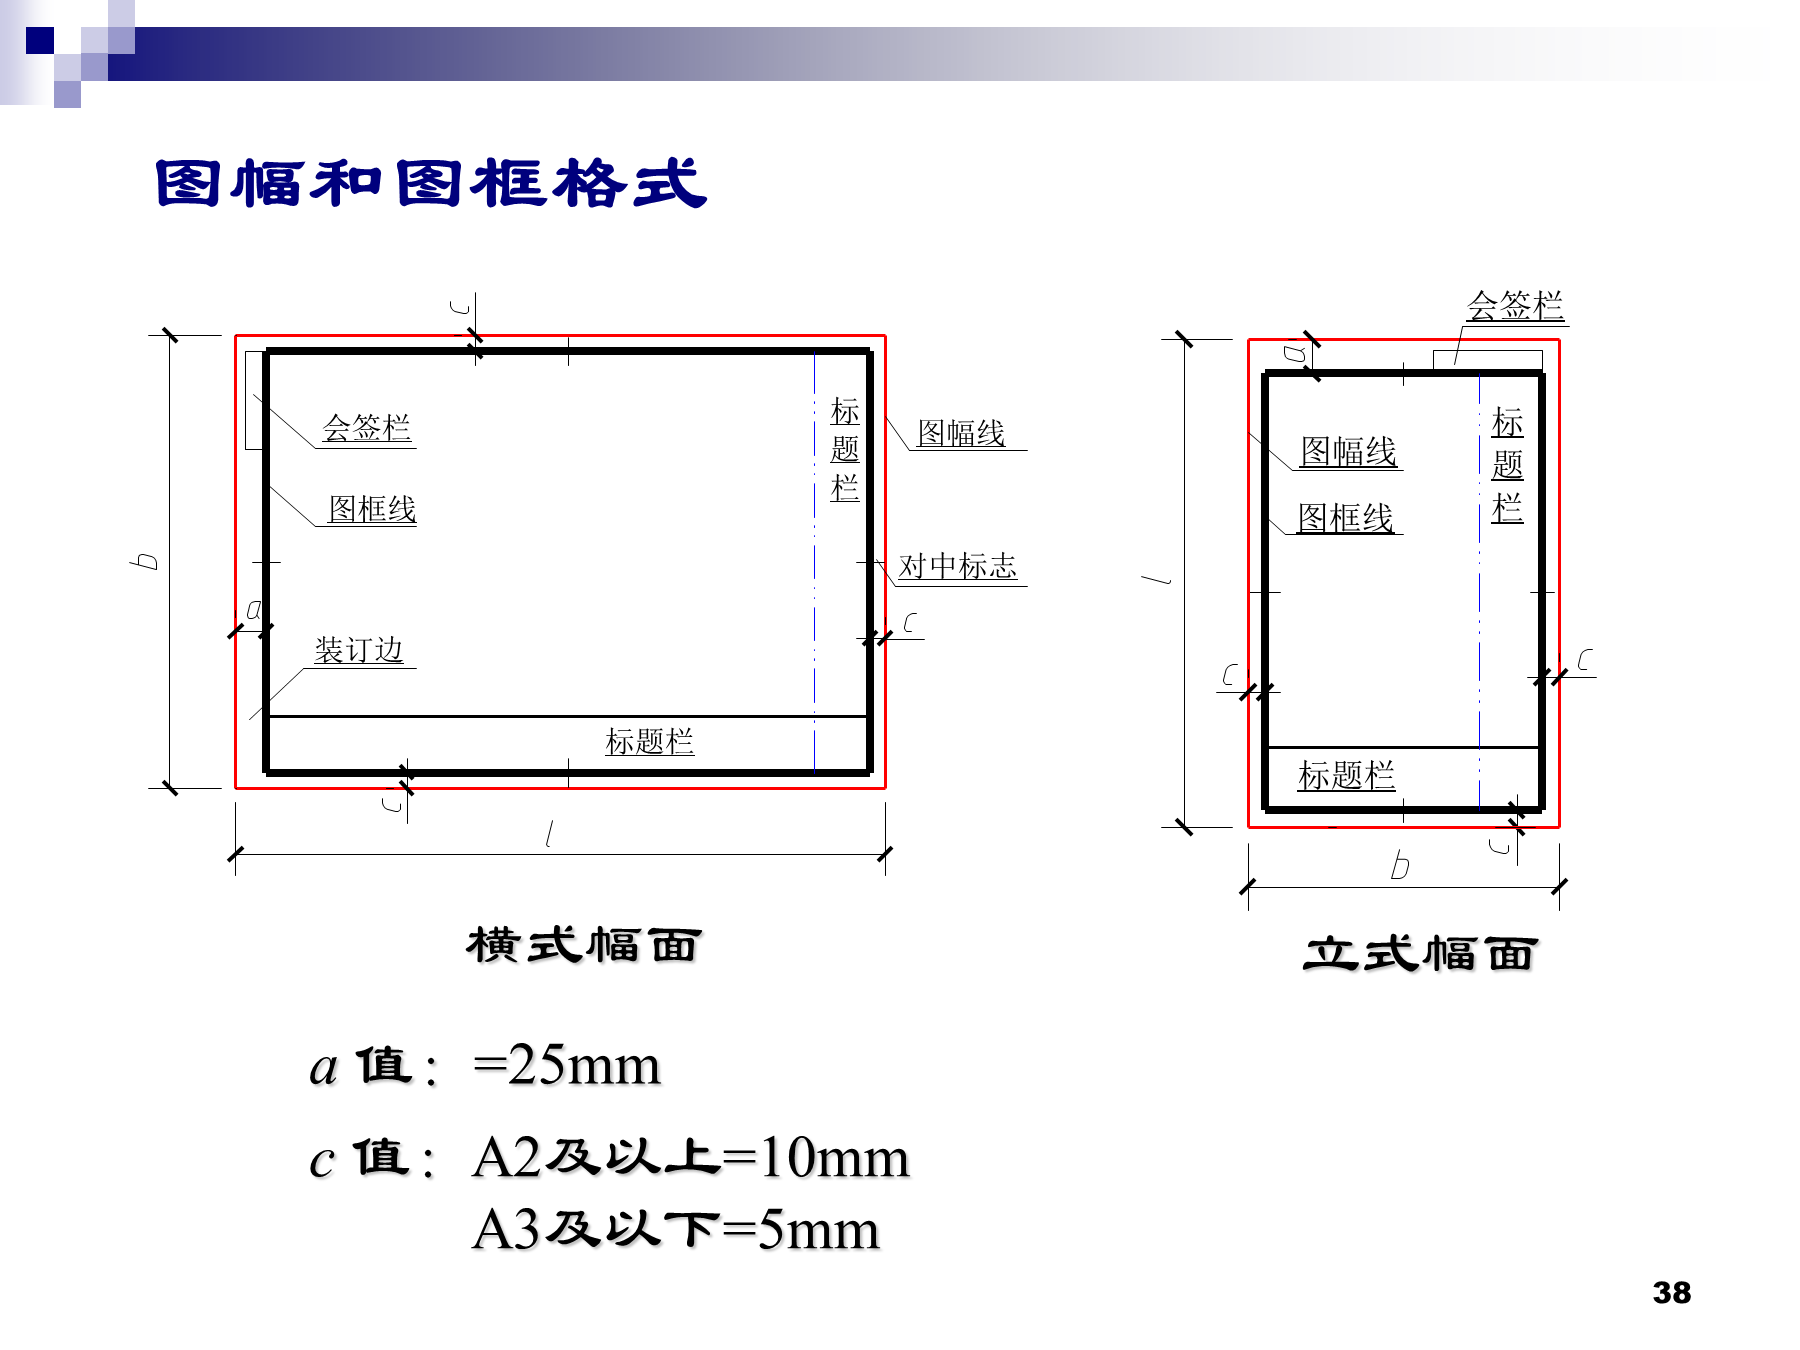 图幅和图框格式
c
会签栏
图框线
装订边
标题栏
标题栏
图幅线
对中标志
b
a
c
c
l
横式幅面
会签栏
a
图幅线
图框线
标题栏
标题栏
l
c
c
c
b
立式幅面
a 值：=25mm
c 值：A2及以上=10mm
A3及以下=5mm
38